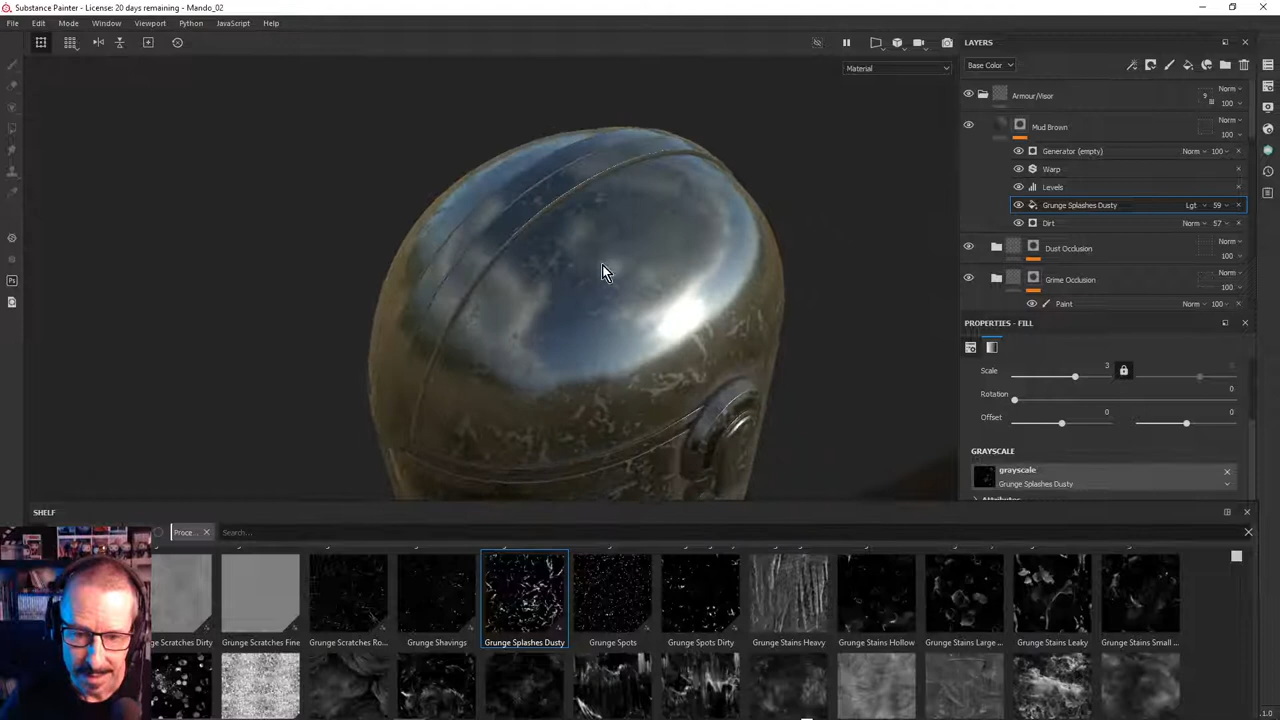 Substance Painter - License: 20 days remaining - Mando_02
File Edit Mode Window Viewport Python JavaScript Help
Material
LAYERS
Base Color
Armour/Visor
Norm
100
Mud Brown
Norm
100
Generator (empty) Norm 100
Warp
Levels
Grunge Splashes Dusty Lgt 59
Dirt Norm 57
Dust Occlusion
Norm
100
Grime Occlusion
Norm
100
Paint Norm 100
PROPERTIES - FILL
Scale 3
Rotation 0
Offset 0 0
GRAYSCALE
grayscale
Grunge Splashes Dusty
Attributes
SHELF
Proce... Search...
Grunge Scratches Dirty Grunge Scratches Fine Grunge Scratches Ro... Grunge Shavings Grunge Splashes Dusty Grunge Spots Grunge Spots Dirty Grunge Stains Heavy Grunge Stains Hollow Grunge Stains Large ... Grunge Stains Leaky Grunge Stains Small ...